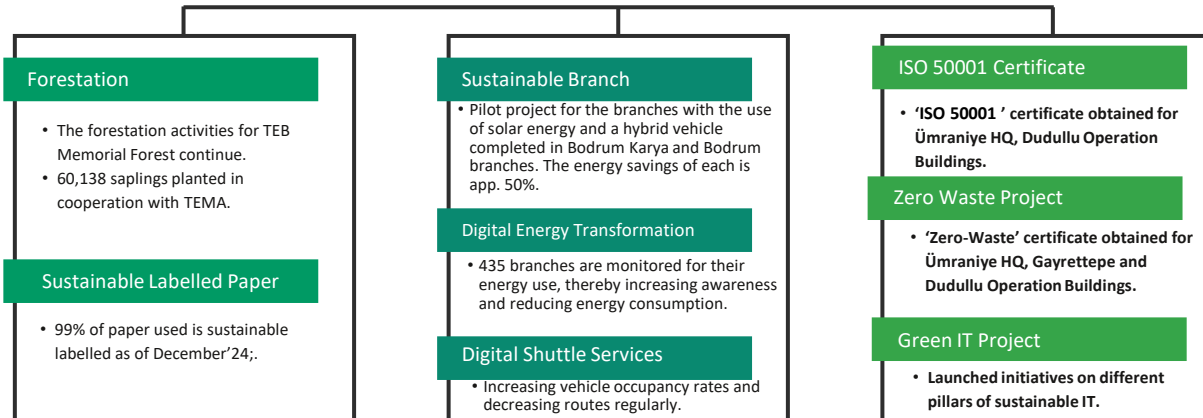 Forestation
• The forestation activities for TEB
Memorial Forest continue.
• 60,138 saplings planted in
cooperation with TEMA.
Sustainable Labelled Paper
• 99% of paper used is sustainable
labelled as of December'24;.
Sustainable Branch
• Pilot project for the branches with the use
of solar energy and a hybrid vehicle
completed in Bodrum Karya and Bodrum
branches. The energy savings of each is
app. 50%.
Digital Energy Transformation
• 435 branches are monitored for their
energy use, thereby increasing awareness
and reducing energy consumption.
Digital Shuttle Services
• Increasing vehicle occupancy rates and
decreasing routes regularly.
ISO 50001 Certificate
• 'ISO 50001 ' certificate obtained for
Ümraniye HQ, Dudullu Operation
Buildings.
Zero Waste Project
• 'Zero-Waste' certificate obtained for
Ümraniye HQ, Gayrettepe and
Dudullu Operation Buildings.
Green IT Project
• Launched initiatives on different
pillars of sustainable IT.